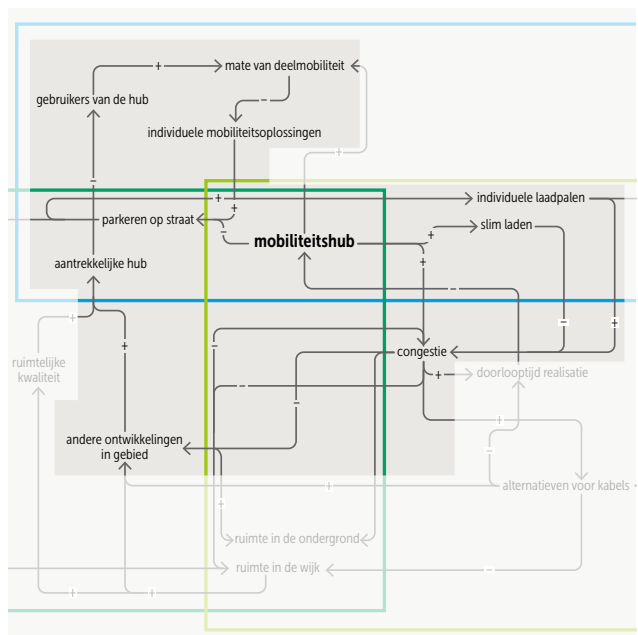 mate van deelmobiliteit
gebruikers van de hub
individuele mobiliteitsoplossingen
individuele laadpalen
parkeren op straat
slim laden
mobiliteitshub
aantrekkelijke hub
congestie
ruimtelijke
kwaliteit
doorlooptijd realisatie
andere ontwikkelingen
in gebied
alternatieven voor kabels
ruimte in de ondergrond
ruimte in de wijk